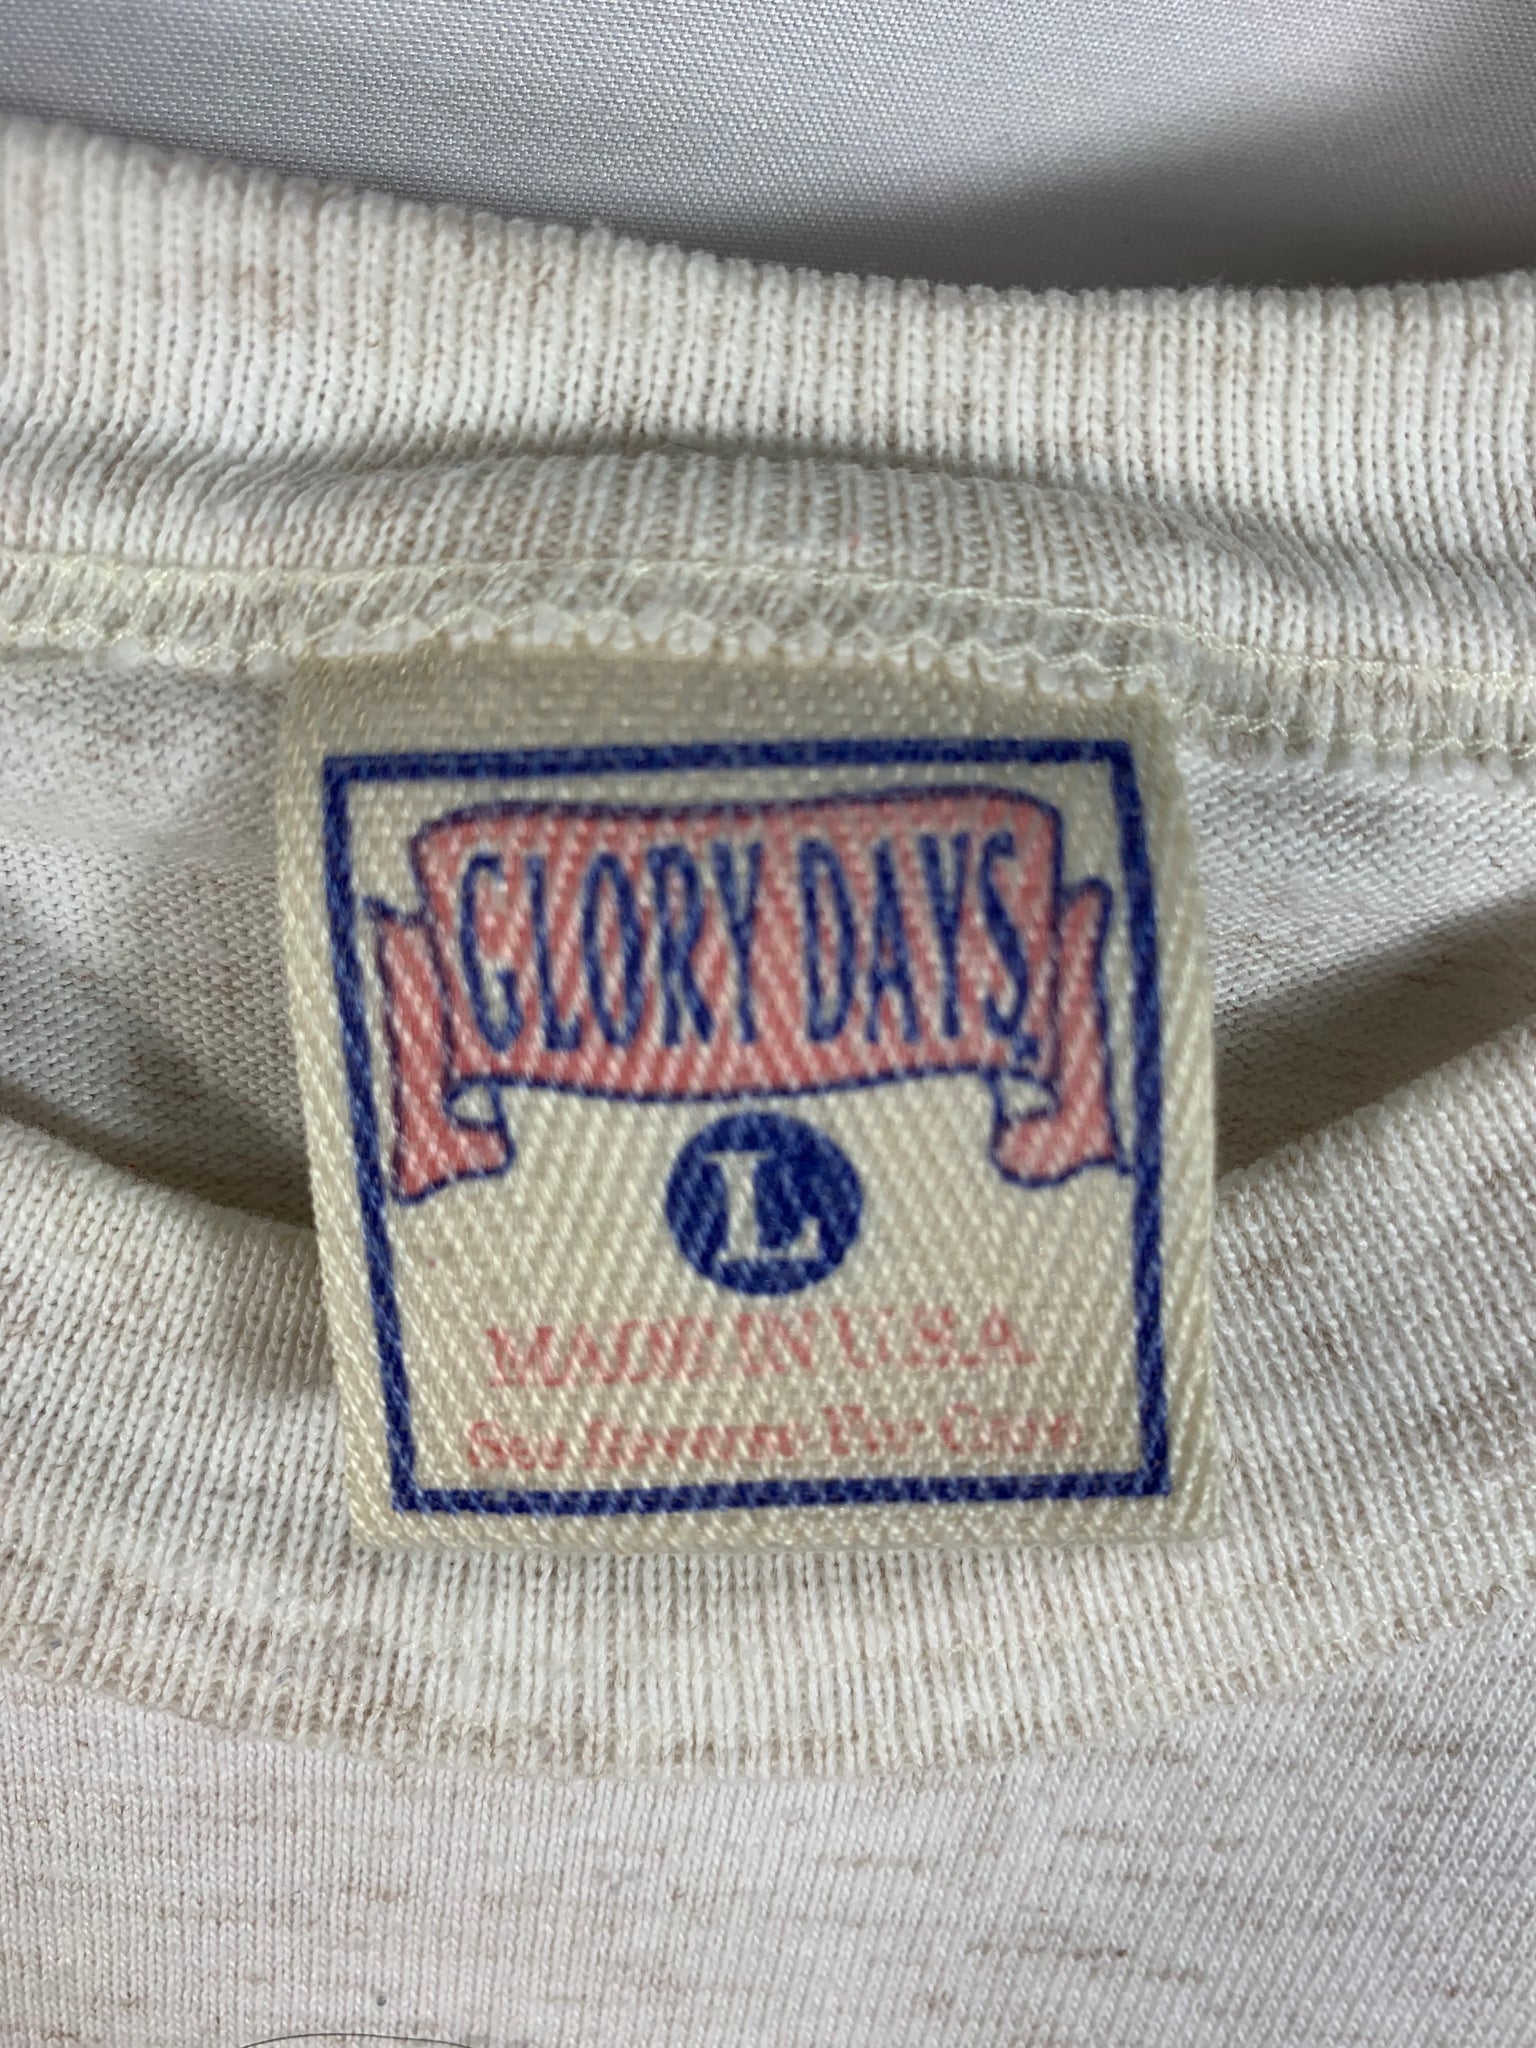 GLORY DAYS
L
MADE IN U.S.A.
See Reverse For Care